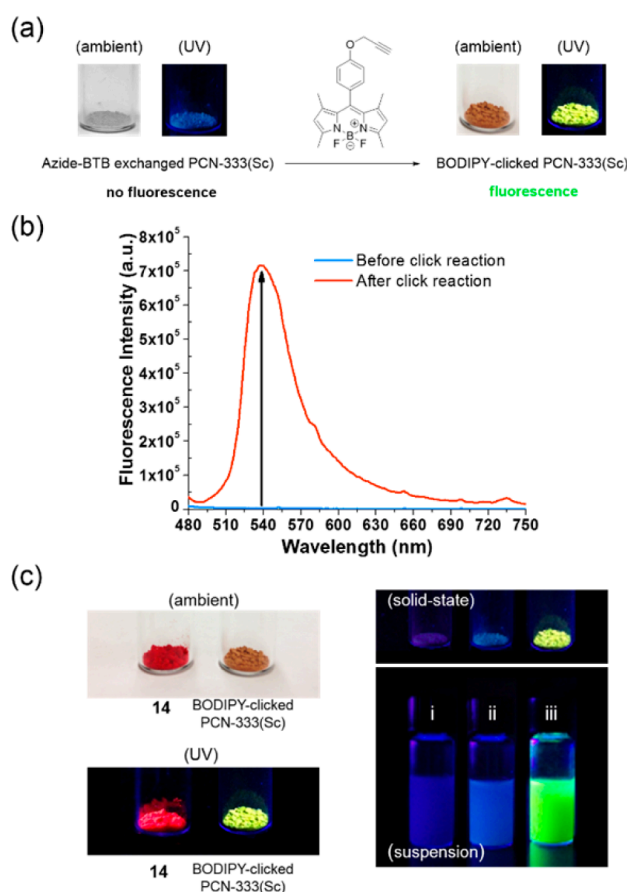 (a)
(ambient)
(UV)
O
N
N
B
⊕
⊖
F
F
(ambient)
(UV)
Azide-BTB exchanged PCN-333(Sc)
BODIPY-clicked PCN-333(Sc)
no fluorescence
fluorescence
(b)
Fluorescence Intensity (a.u.)
8x10⁵
7x10⁵
6x10⁵
5x10⁵
4x10⁵
3x10⁵
2x10⁵
1x10⁵
0
Before click reaction
After click reaction
480 510 540 570 600 630 660 690 720 750
Wavelength (nm)
(c)
(ambient)
14
BODIPY-clicked
PCN-333(Sc)
(UV)
14
BODIPY-clicked
PCN-333(Sc)
(solid-state)
i
ii
iii
(suspension)